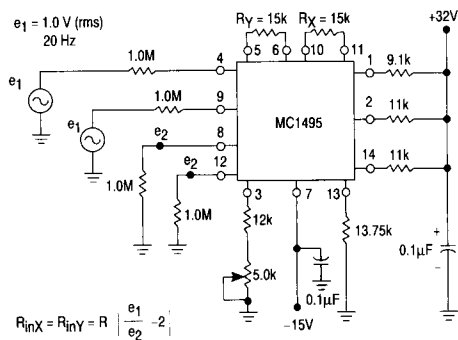 e1 = 1.0 V (rms)
20 Hz
RY = 15k
RX = 15k
+32V
1.0M
4
5
6
10
11
1
9.1k
e1
1.0M
9
MC1495
2
11k
e1
e2
8
14
11k
e2
12
1.0M
1.0M
3
7
13
12k
13.75k
+
0.1µF
–
5.0k
0.1µF
–15V
RinX = RinY = R [ e1/e2 –2 ]